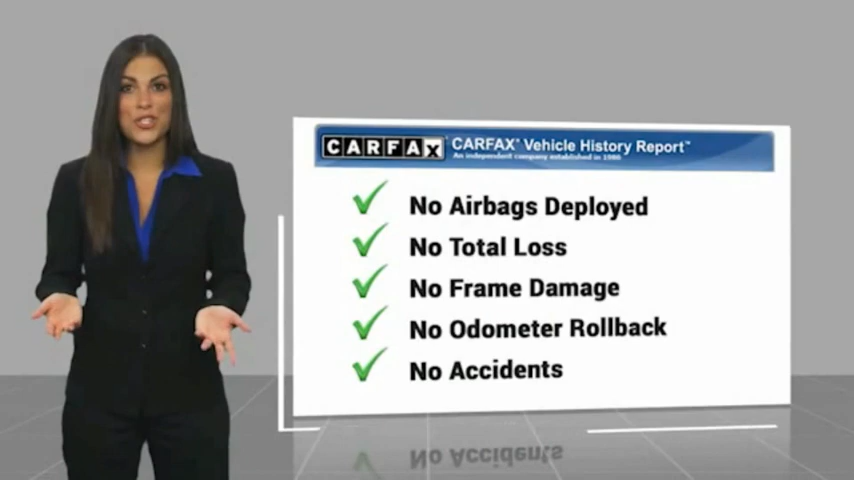 CARFAX CARFAX® Vehicle History Report™
An independent company established in 1986
No Airbags Deployed
No Total Loss
No Frame Damage
No Odometer Rollback
No Accidents
No Accidents